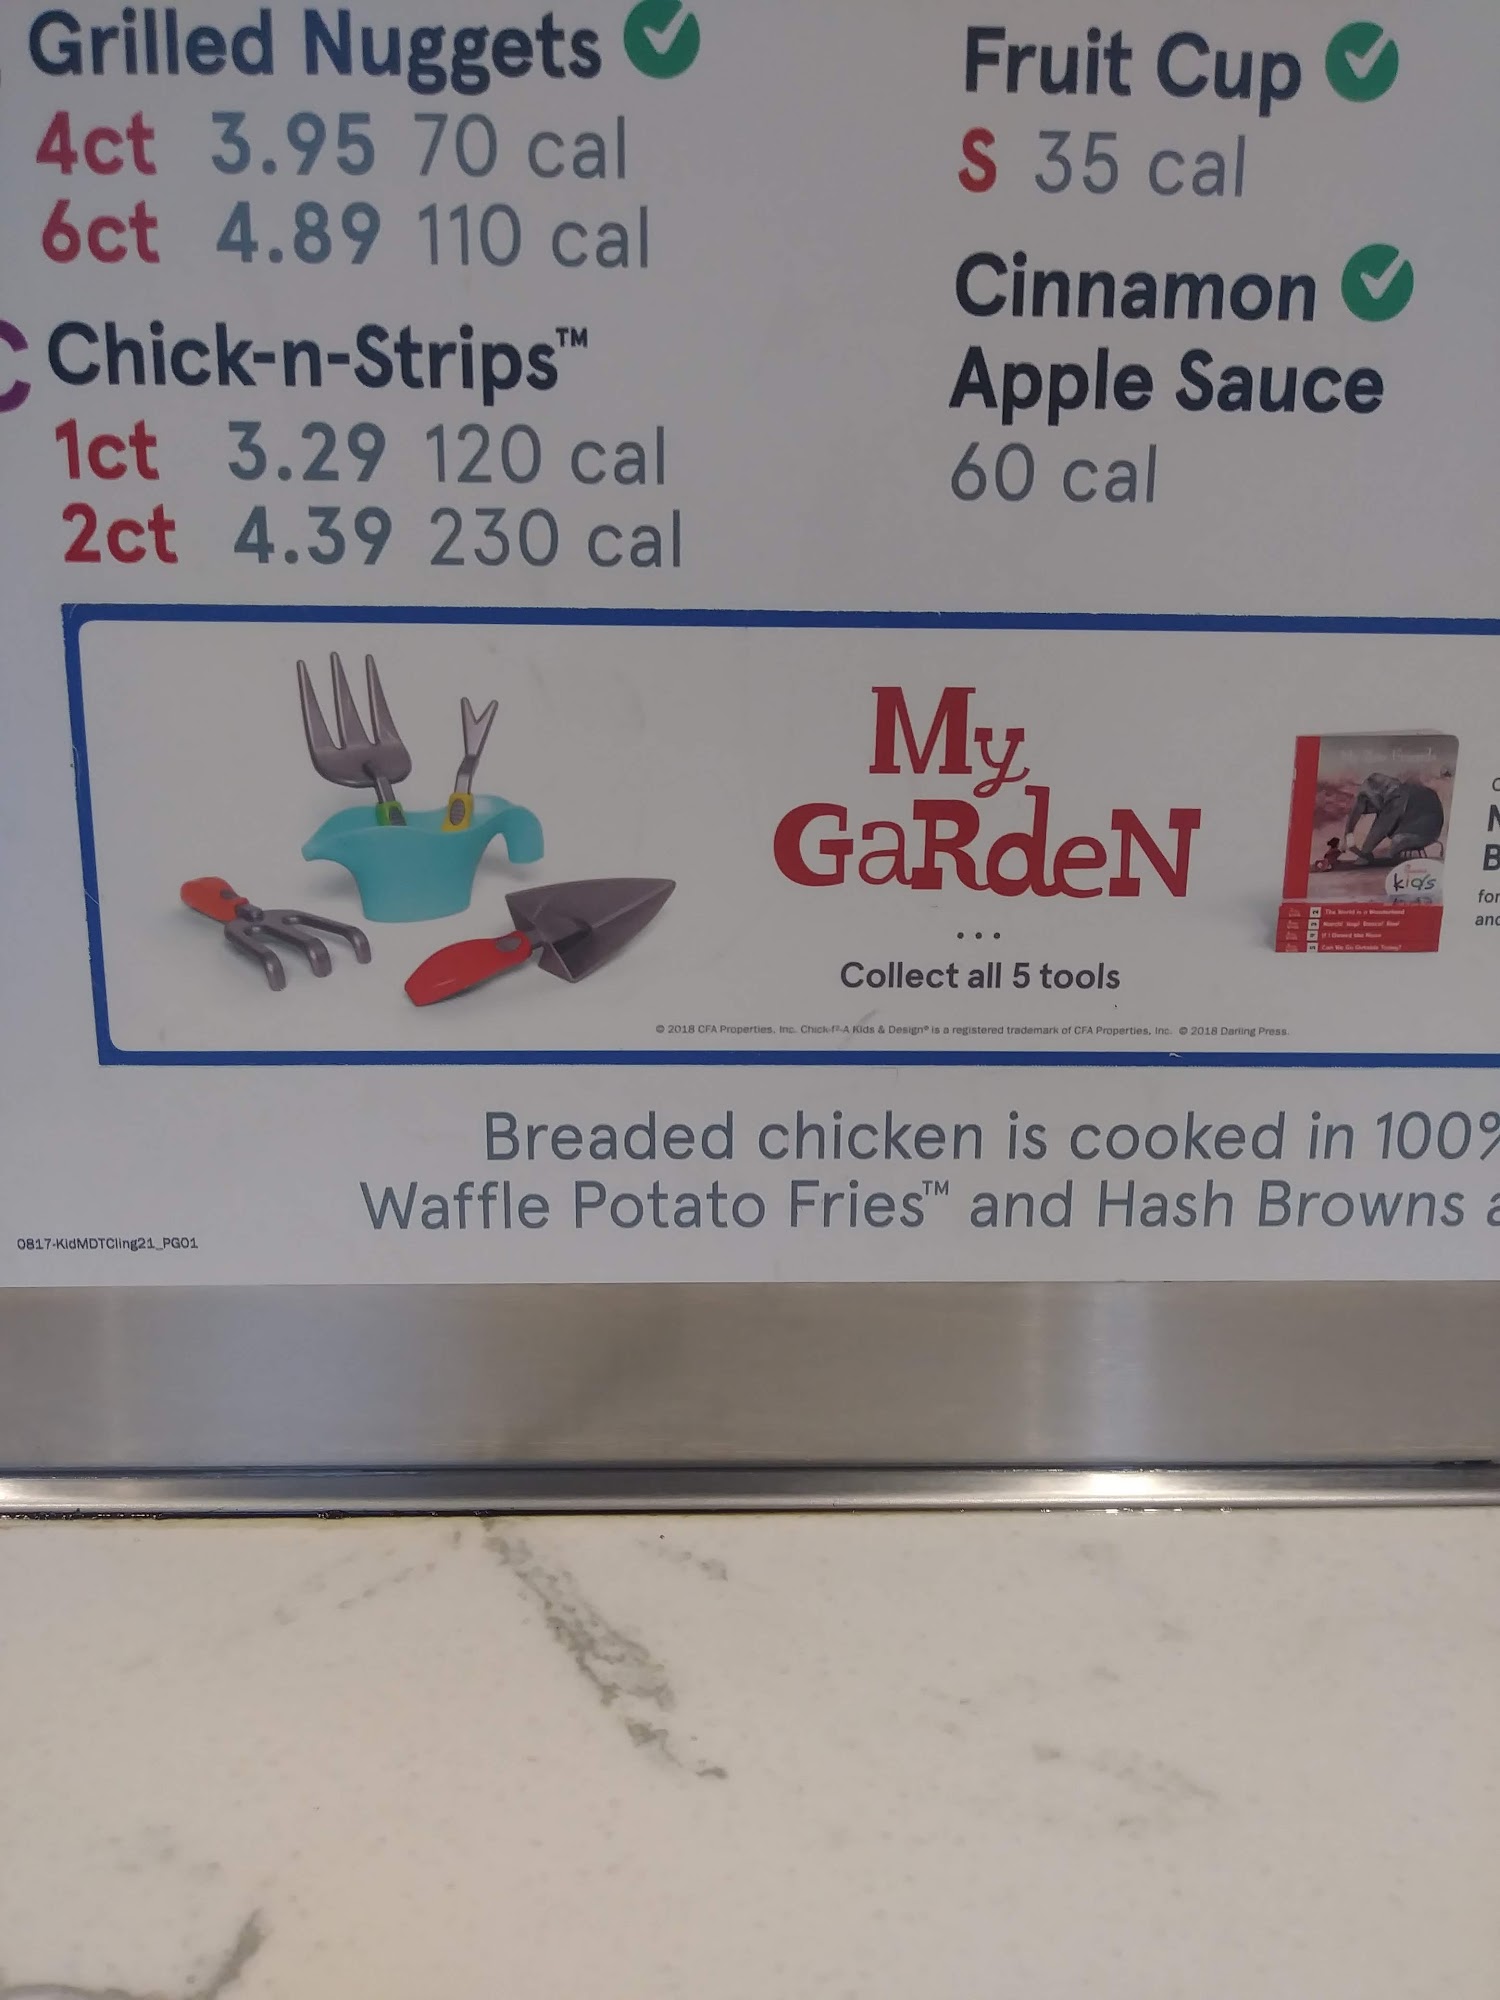 Grilled Nuggets
4ct 3.95 70 cal
6ct 4.89 110 cal
Chick-n-Strips™
1ct 3.29 120 cal
2ct 4.39 230 cal
Fruit Cup
S 35 cal
Cinnamon
Apple Sauce
60 cal
My
GaRdeN
...
Collect all 5 tools
kids
for
© 2018 CFA Properties, Inc. Chick-fil-A Kids & Design® is a registered trademark of CFA Properties, Inc. © 2018 Darling Press.
Breaded chicken is cooked in 100%
Waffle Potato Fries™ and Hash Browns
0817-KidMDTCling21_PG01